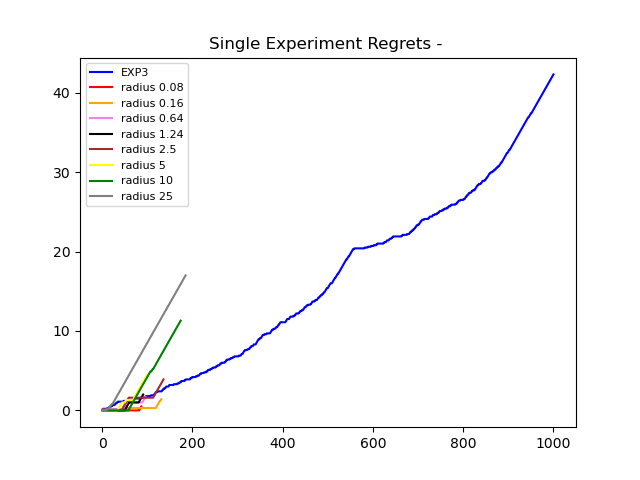 Single Experiment Regrets -
EXP3
radius 0.08
radius 0.16
radius 0.64
radius 1.24
radius 2.5
radius 5
radius 10
radius 25
40
30
20
10
0
0 200 400 600 800 1000